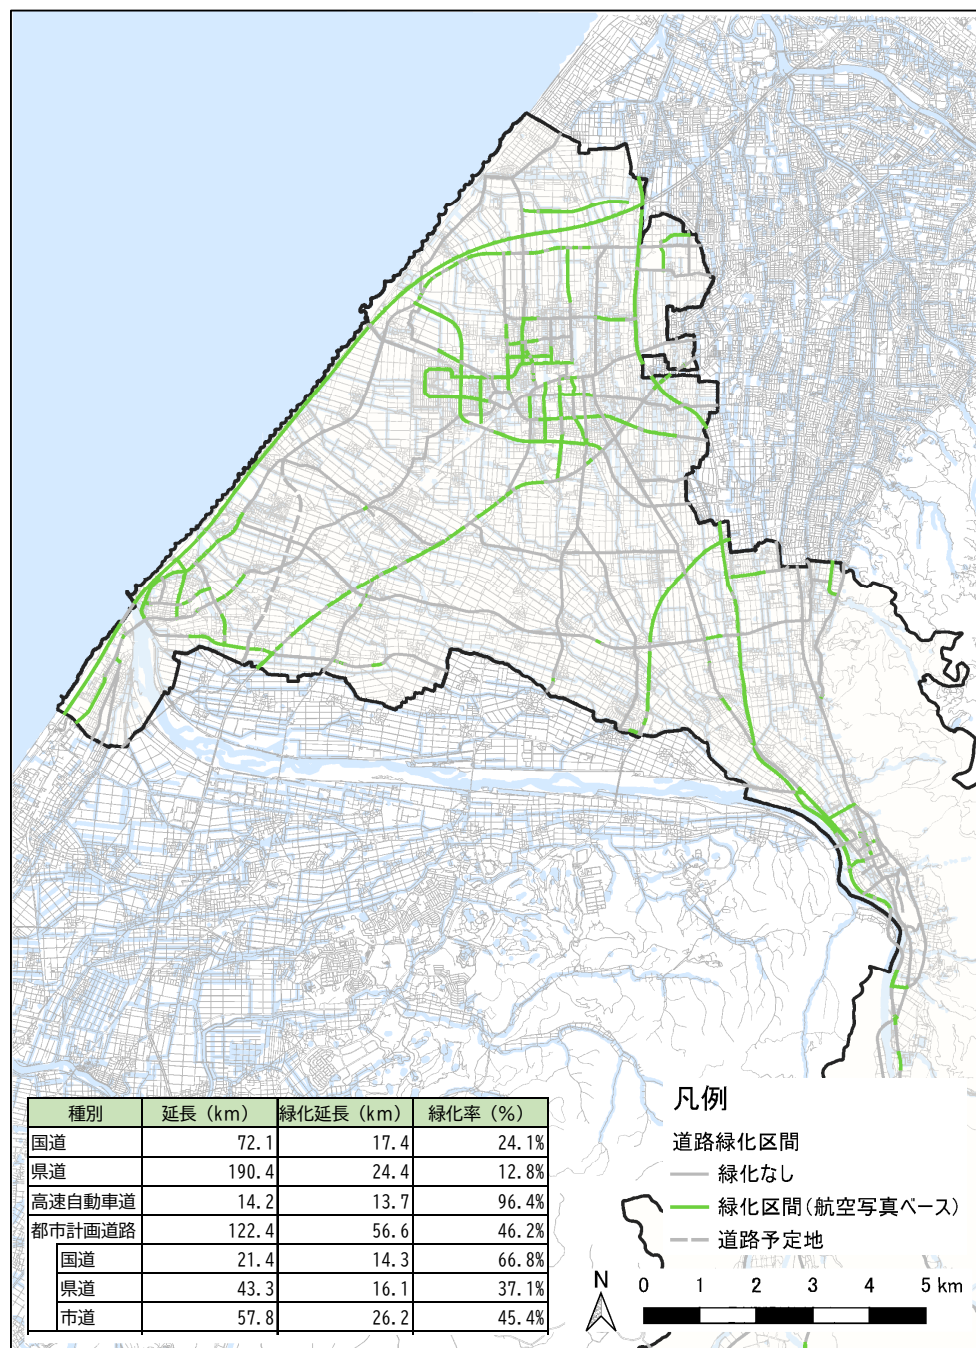 種別 延長（km） 緑化延長（km） 緑化率（%）
国道 72.1 17.4 24.1%
県道 190.4 24.4 12.8%
高速自動車道 14.2 13.7 96.4%
都市計画道路 122.4 56.6 46.2%
国道 21.4 14.3 66.8%
県道 43.3 16.1 37.1%
市道 57.8 26.2 45.4%
凡例
道路緑化区間
緑化なし
緑化区間（航空写真ベース）
道路予定地
N
0 1 2 3 4 5 km